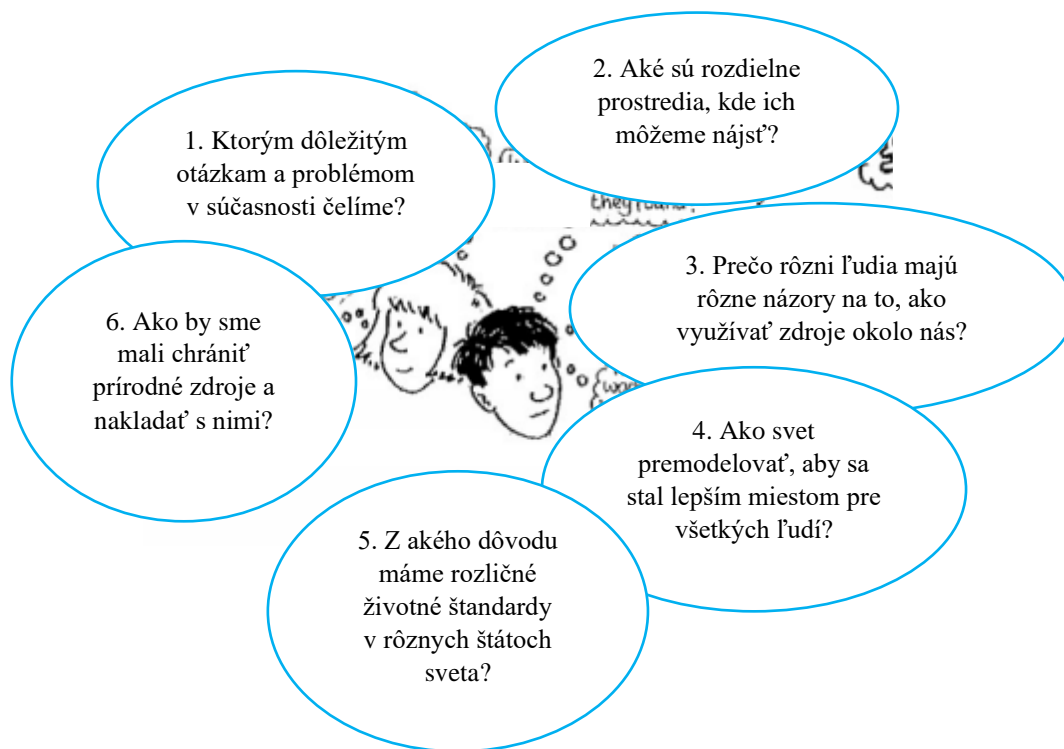 1. Ktorým dôležitým
otázkam a problémom
v súčasnosti čelíme?
2. Aké sú rozdielne
prostredia, kde ich
môžeme nájsť?
3. Prečo rôzni ľudia majú
rôzne názory na to, ako
využívať zdroje okolo nás?
4. Ako svet
premodelovať, aby sa
stal lepším miestom pre
všetkých ľudí?
5. Z akého dôvodu
máme rozličné
životné štandardy
v rôznych štátoch
sveta?
6. Ako by sme
mali chrániť
prírodné zdroje a
nakladať s nimi?